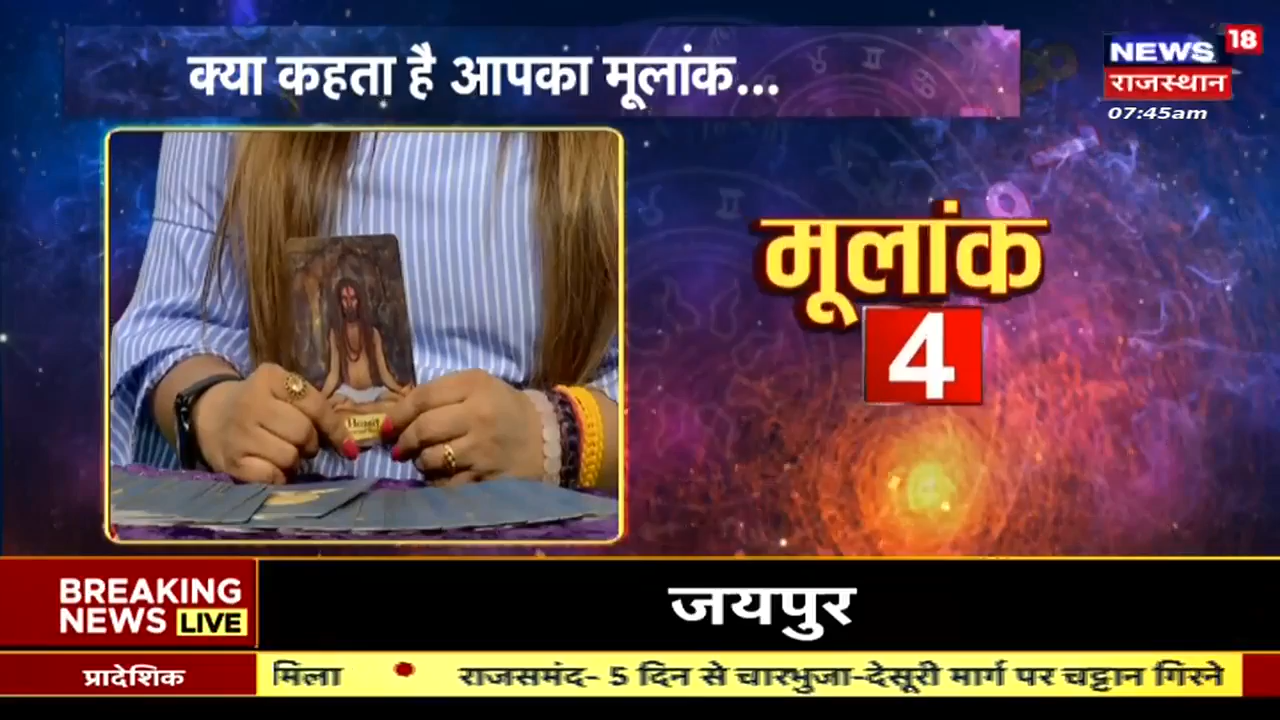 क्या कहता है आपका मूलांक...
NEWS 18
राजस्थान
07:45am
मूलांक
4
BREAKING
NEWS LIVE
जयपुर
प्रादेशिक
मिला • राजसमंद- 5 दिन से चारभुजा-देसूरी मार्ग पर चट्टान गिरने